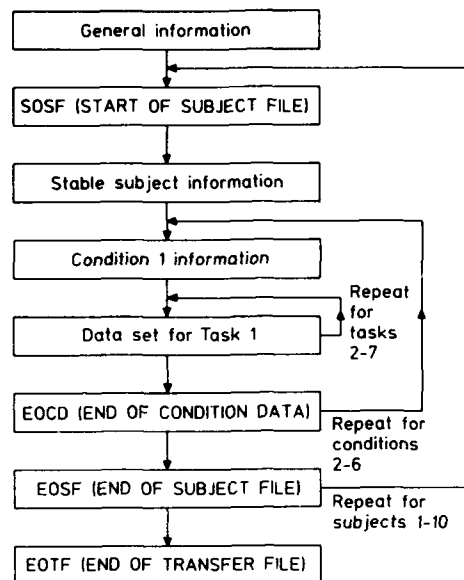 General information
SOSF (START OF SUBJECT FILE)
Stable subject information
Condition 1 information
Repeat
for
tasks
2-7
Data set for Task 1
EOCD (END OF CONDITION DATA)
Repeat for
conditions
2-6
EOSF (END OF SUBJECT FILE)
Repeat for
subjects 1-10
EOTF (END OF TRANSFER FILE)